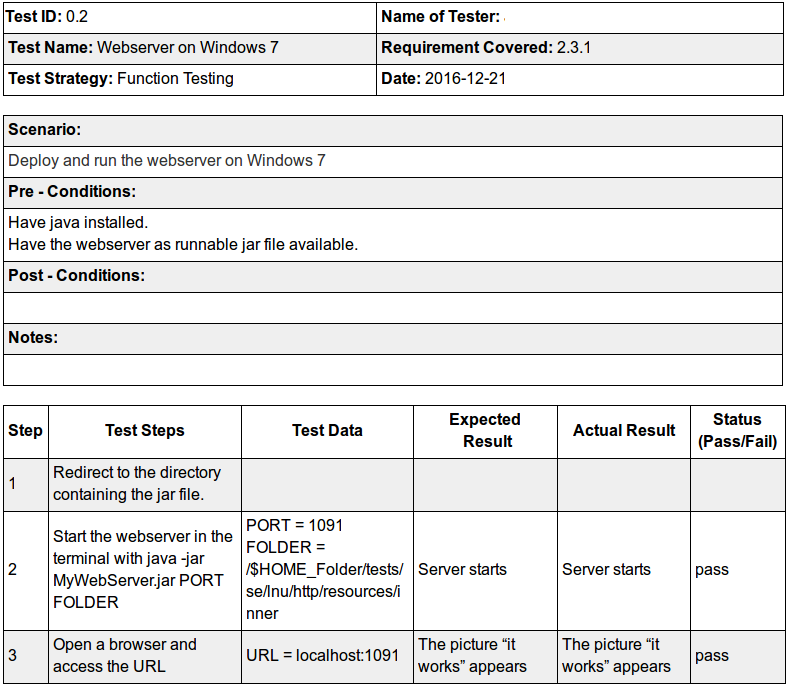 Test ID: 0.2
Name of Tester:
Test Name: Webserver on Windows 7
Requirement Covered: 2.3.1
Test Strategy: Function Testing
Date: 2016-12-21
Scenario:
Deploy and run the webserver on Windows 7
Pre - Conditions:
Have java installed.
Have the webserver as runnable jar file available.
Post - Conditions:
Notes:
Step
Test Steps
Test Data
Expected
Result
Actual Result
Status
(Pass/Fail)
1
Redirect to the directory
containing the jar file.
2
Start the webserver in the
terminal with java -jar
MyWebServer.jar PORT
FOLDER
PORT = 1091
FOLDER =
/$HOME_Folder/tests/
se/lnu/http/resources/i
nner
Server starts
Server starts
pass
3
Open a browser and
access the URL
URL = localhost:1091
The picture “it
works” appears
The picture “it
works” appears
pass